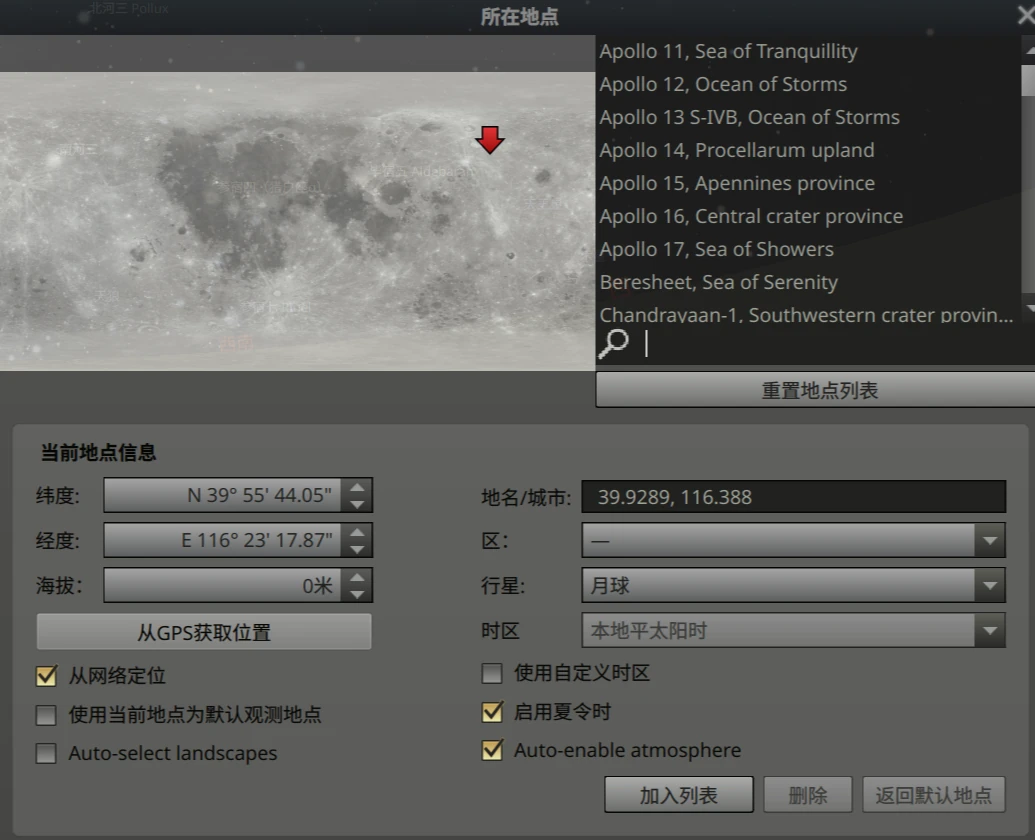 北河三 Pollux
所在地点
Apollo 11, Sea of Tranquillity
Apollo 12, Ocean of Storms
Apollo 13 S-IVB, Ocean of Storms
Apollo 14, Procellarum upland
Apollo 15, Apennines province
Apollo 16, Central crater province
Apollo 17, Sea of Showers
Beresheet, Sea of Serenity
Chandrayaan-1, Southwestern crater provin...
重置地点列表
当前地点信息
纬度: N 39° 55' 44.05"
地名/城市: 39.9289, 116.388
经度: E 116° 23' 17.87"
区: —
海拔: 0米
行星: 月球
从GPS获取位置
时区 本地平太阳时
从网络定位
使用自定义时区
使用当前地点为默认观测地点
启用夏令时
Auto-select landscapes
Auto-enable atmosphere
加入列表 删除 返回默认地点